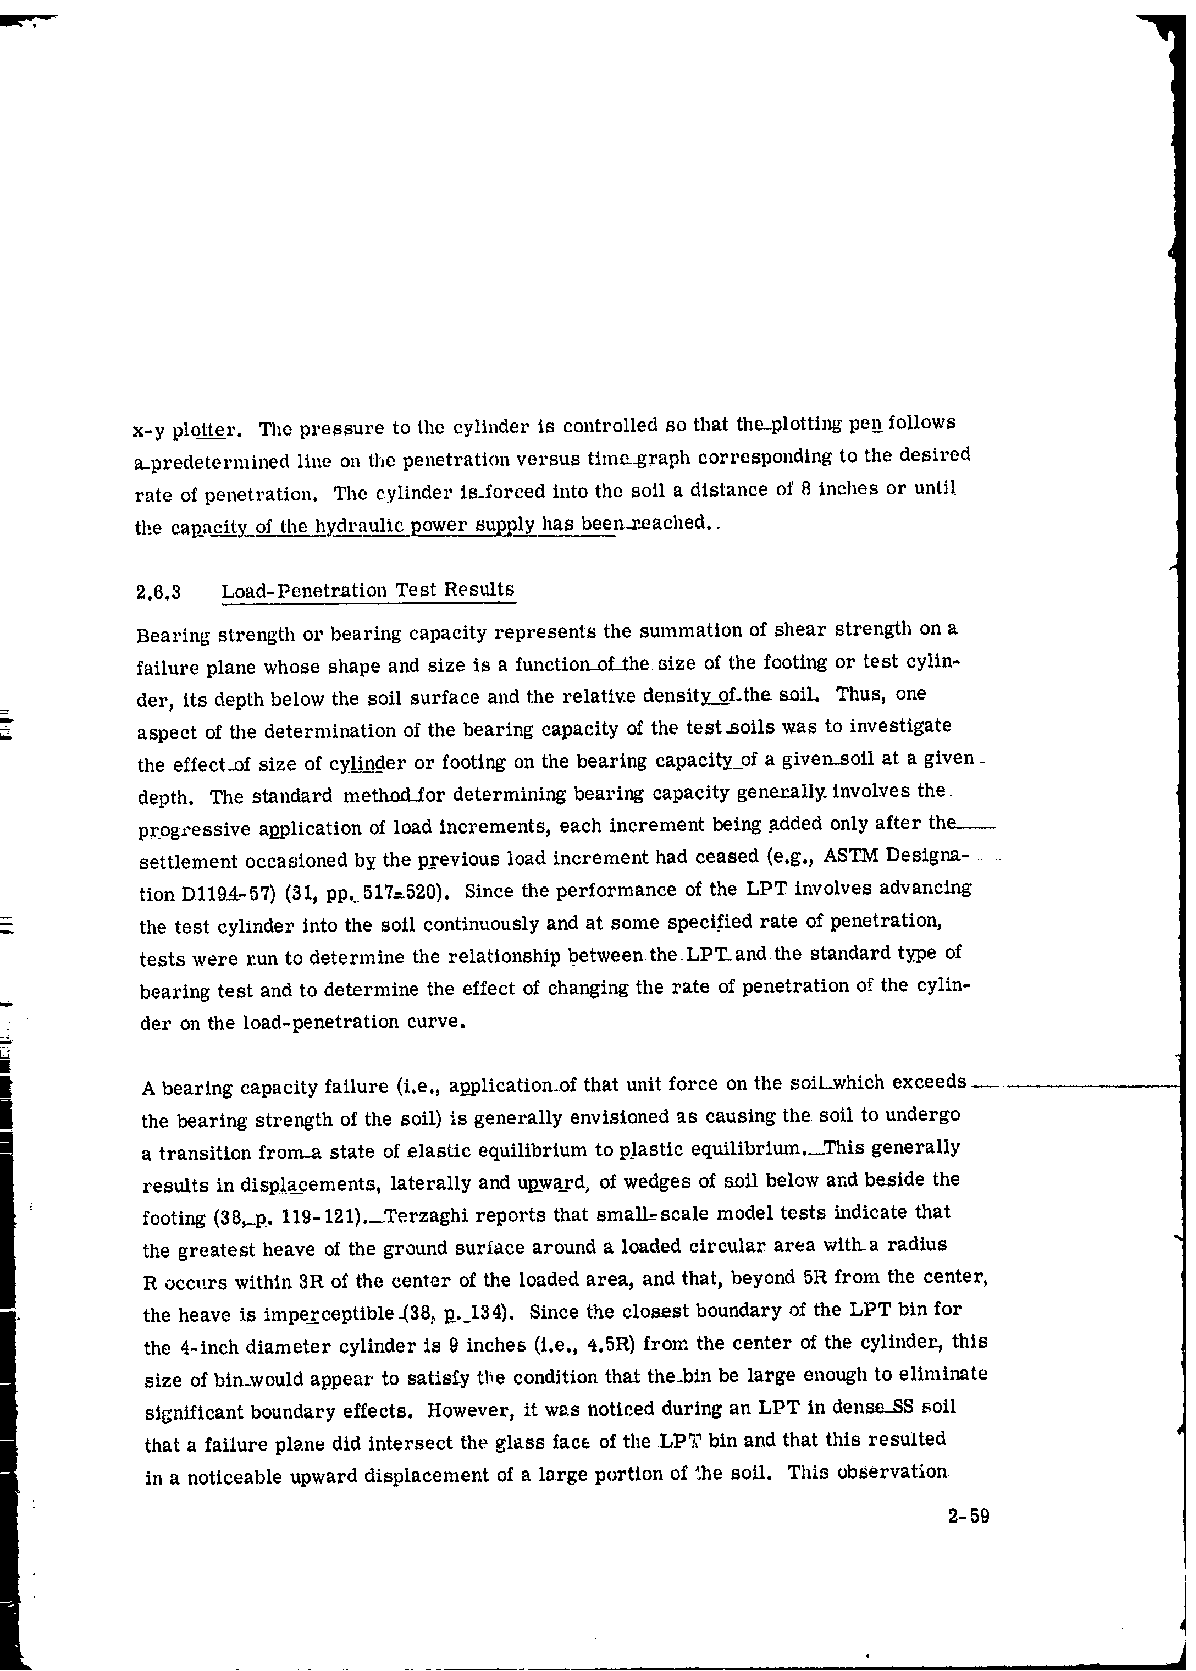 x-y plotter. The pressure to the cylinder is controlled so that the plotting pen follows
a predetermined line on the penetration versus time graph corresponding to the desired
rate of penetration. The cylinder is forced into the soil a distance of 8 inches or until
the capacity of the hydraulic power supply has been reached.
2.6.3 Load-Penetration Test Results
Bearing strength or bearing capacity represents the summation of shear strength on a
failure plane whose shape and size is a function of the size of the footing or test cylin-
der, its depth below the soil surface and the relative density of the soil. Thus, one
aspect of the determination of the bearing capacity of the test soils was to investigate
the effect of size of cylinder or footing on the bearing capacity of a given soil at a given
depth. The standard method for determining bearing capacity generally involves the
progressive application of load increments, each increment being added only after the
settlement occasioned by the previous load increment had ceased (e.g., ASTM Designa-
tion D1194-57) (31, pp. 517-520). Since the performance of the LPT involves advancing
the test cylinder into the soil continuously and at some specified rate of penetration,
tests were run to determine the relationship between the LPT and the standard type of
bearing test and to determine the effect of changing the rate of penetration of the cylin-
der on the load-penetration curve.
A bearing capacity failure (i.e., application of that unit force on the soil which exceeds
the bearing strength of the soil) is generally envisioned as causing the soil to undergo
a transition from a state of elastic equilibrium to plastic equilibrium. This generally
results in displacements, laterally and upward, of wedges of soil below and beside the
footing (38, p. 119-121). Terzaghi reports that small-scale model tests indicate that
the greatest heave of the ground surface around a loaded circular area with a radius
R occurs within 3R of the center of the loaded area, and that, beyond 5R from the center,
the heave is imperceptible (38, p. 134). Since the closest boundary of the LPT bin for
the 4-inch diameter cylinder is 9 inches (i.e., 4.5R) from the center of the cylinder, this
size of bin would appear to satisfy the condition that the bin be large enough to eliminate
significant boundary effects. However, it was noticed during an LPT in dense SS soil
that a failure plane did intersect the glass face of the LPT bin and that this resulted
in a noticeable upward displacement of a large portion of the soil. This observation
2-59